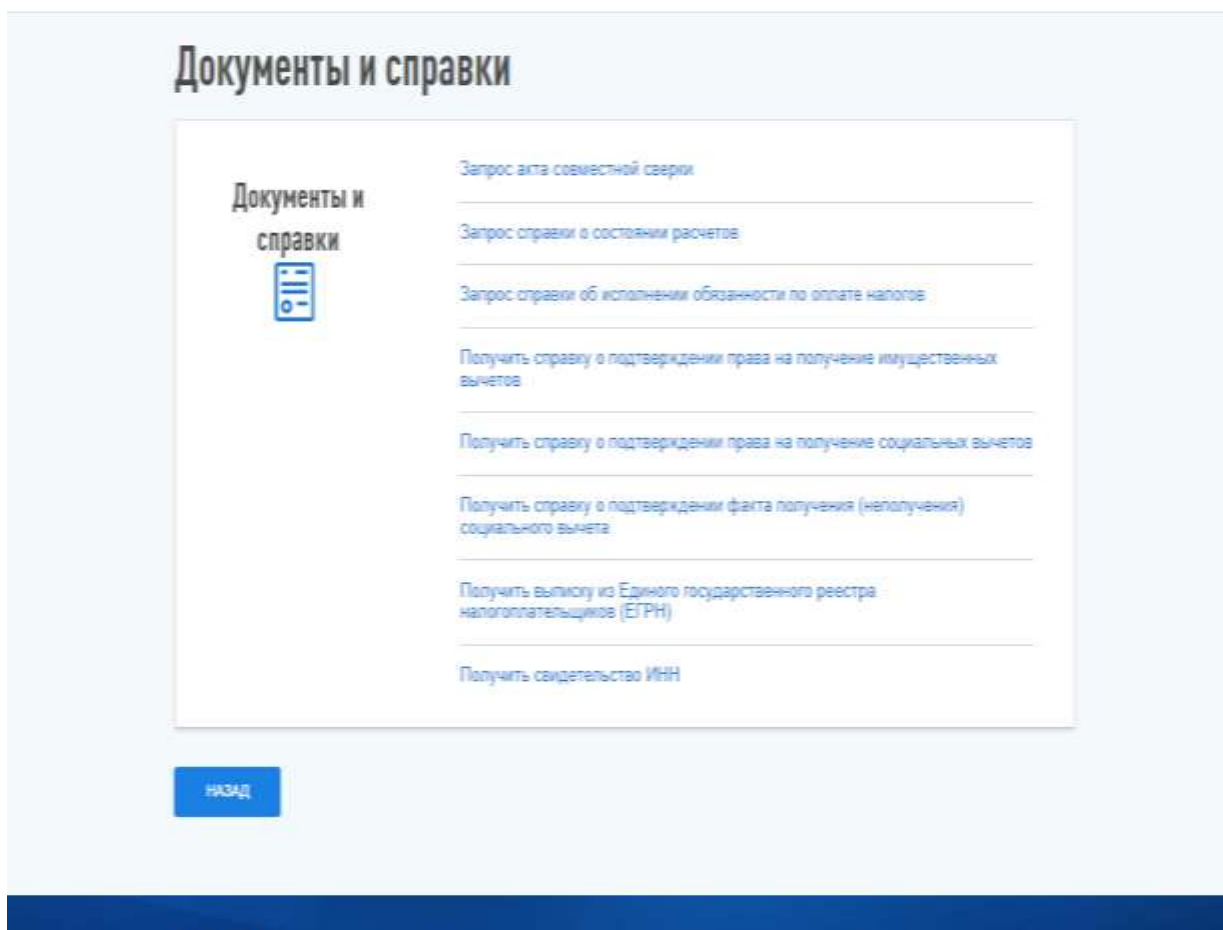 Документы и справки
Документы и
справки
Запрос акта совместной сверки
Запрос справки о состоянии расчетов
Запрос справки об исполнении обязанности по оплате налогов
Получить справку о подтверждении права на получение имущественных
вычетов
Получить справку о подтверждении права на получение социальных вычетов
Получить справку о подтверждении факта получения (неполучения)
социального вычета
Получить выписку из Единого государственного реестра
налогоплательщиков (ЕГРН)
Получить свидетельство ИНН
НАЗАД